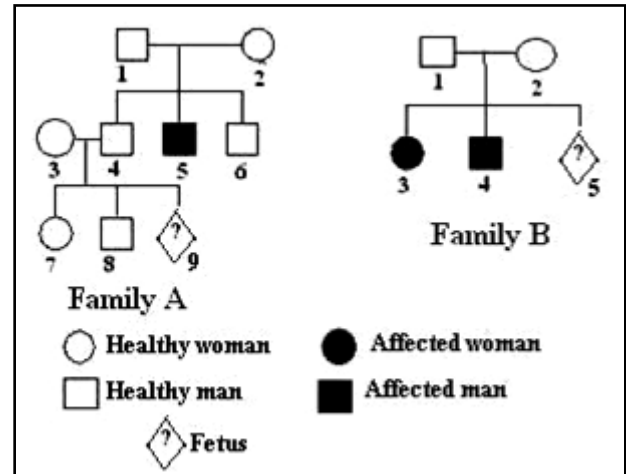 1 2 1 2
3 4 5 6 3 4 ? 5
7 8 ? 9
Family B
Family A
Healthy woman Affected woman
Healthy man Affected man
? Fetus